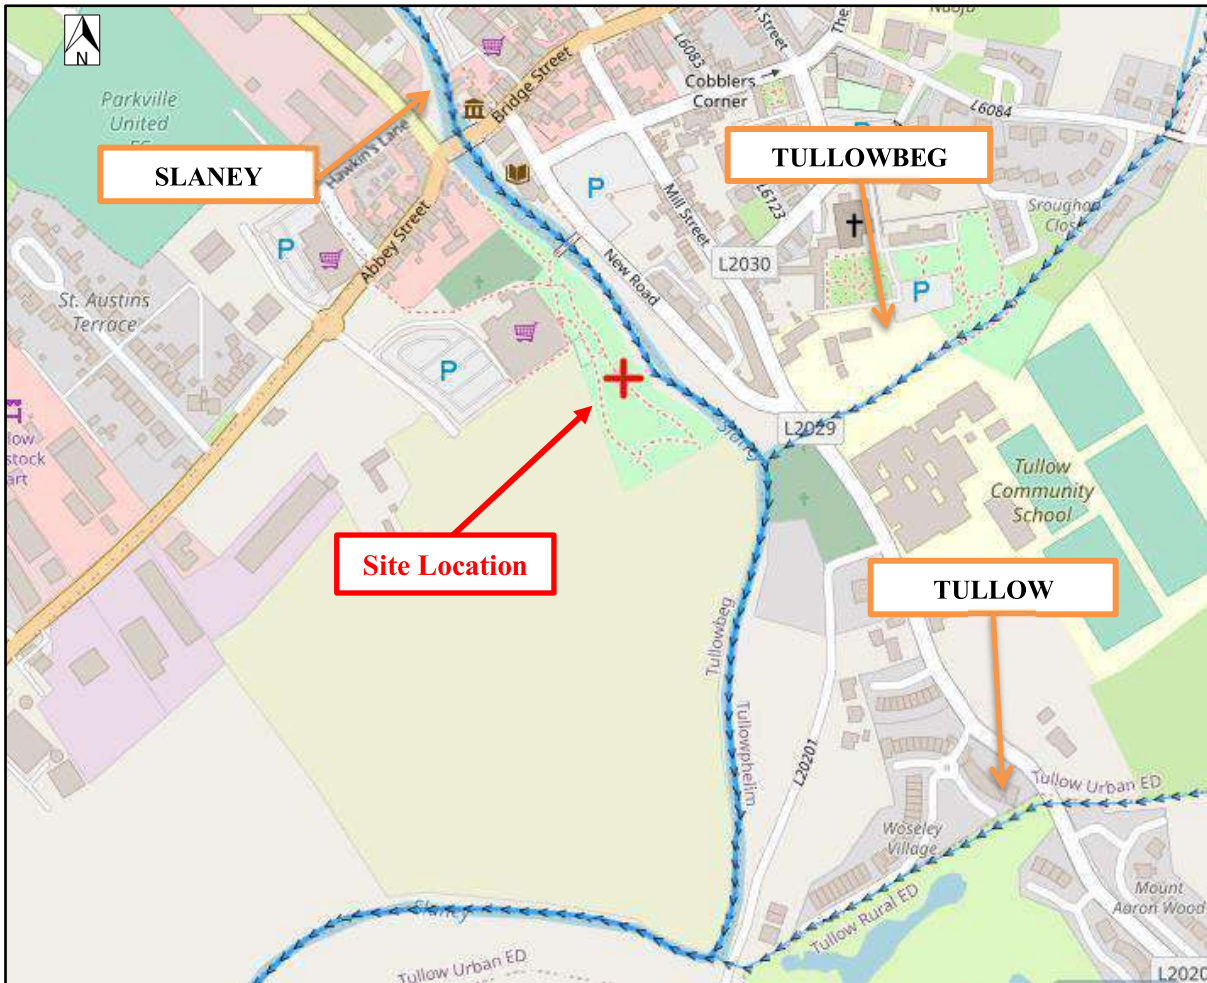 N
Parkville
United
FC
SLANEY
Hawkin's Lane
Bridge Street
L6083
Street
The
Cobblers
Corner
L6084
TULLOWBEG
L6123
Mill Street
L2030
Sroughan
Close
P
P
P
P
Abbey Street
New Road
St. Austins
Terrace
L2029
Slaney
Tullow
Community
School
Site Location
TULLOW
Tullowbeg
Tullowphelim
L20201
Tullow Urban ED
Woseley
Village
Mount
Aaron Wood
Tullow Rural ED
Slaney
Tullow Urban ED
L2020